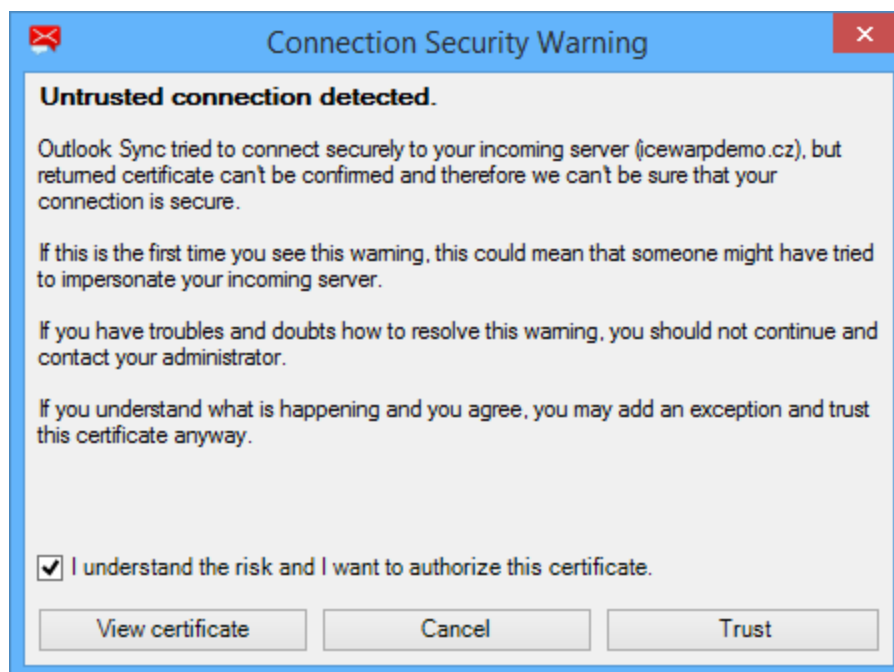 Connection Security Warning
Untrusted connection detected.
Outlook Sync tried to connect securely to your incoming server (icewarpdemo.cz), but
returned certificate can't be confirmed and therefore we can't be sure that your
connection is secure.
If this is the first time you see this warning, this could mean that someone might have tried
to impersonate your incoming server.
If you have troubles and doubts how to resolve this warning, you should not continue and
contact your administrator.
If you understand what is happening and you agree, you may add an exception and trust
this certificate anyway.
I understand the risk and I want to authorize this certificate.
View certificate
Cancel
Trust